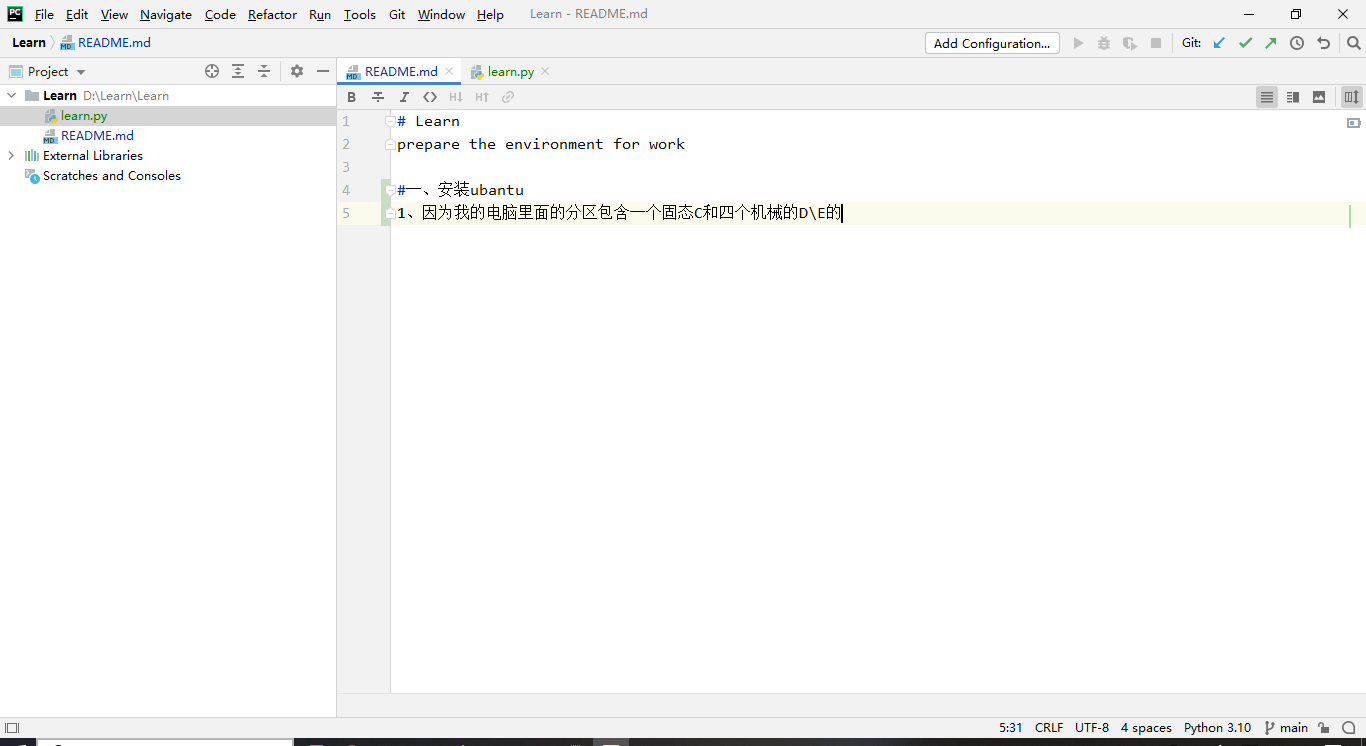 PC File Edit View Navigate Code Refactor Run Tools Git Window Help Learn - README.md
Learn README.md Add Configuration... Git:
Project README.md learn.py
B I H↓ H↑
Learn D:\Learn\Learn
learn.py
README.md
External Libraries
Scratches and Consoles
1 # Learn
2 prepare the environment for work
3
4 #一、安装ubantu
5 1、因为我的电脑里面的分区包含一个固态C和四个机械的D\E的
5:31 CRLF UTF-8 4 spaces Python 3.10 main